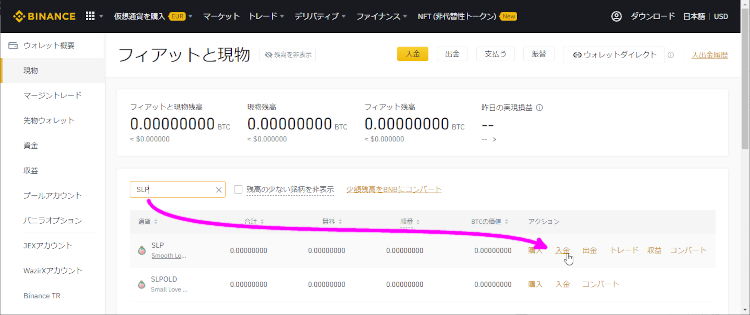 BINANCE
仮想通貨を購入 EUR
マーケット
トレード
デリバティブ
ファイナンス
NFT (非代替性トークン) New
ダウンロード
日本語
USD
ウォレット概要
現物
マージントレード
先物ウォレット
資金
収益
プールアカウント
バニラオプション
JEXアカウント
WazirXアカウント
Binance TR
フィアットと現物
残高を非表示
入金
出金
支払う
振替
ウォレットダイレクト
入出金履歴
フィアットと現物残高
0.00000000 BTC
≈ $0.000000
現物残高
0.00000000 BTC
≈ $0.000000
フィアット残高
0.00000000 BTC
≈ $0.000000
昨日の実現損益
--
-- >
SLP
残高の少ない銘柄を非表示
少額残高をBNBにコンバート
合計
BTCの価値
アクション
SLP
Smooth Lo...
0.00000000
0.00000000
0.00000000
0.00000000
購入
入金
出金
トレード
収益
コンバート
SLPOLD
Small Love ...
0.00000000
0.00000000
0.00000000
0.00000000
購入
入金
コンバート